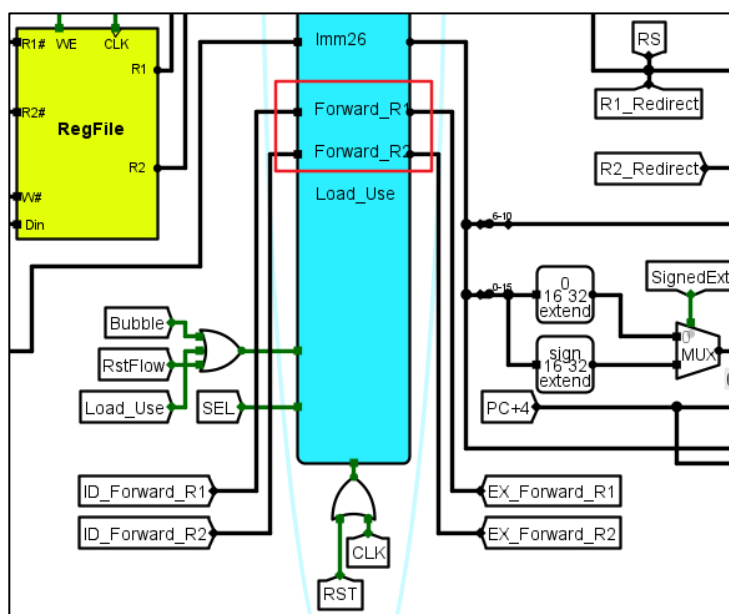 R1# WE CLK
R1
R2#
RegFile
R2
W#
Din
Imm26
Forward_R1
Forward_R2
Load_Use
RS
R1_Redirect
R2_Redirect
6-10
0-15
0
16 32
extend
sign
16 32
extend
SignedExt
0
MUX
PC+4
Bubble
RstFlow
Load_Use
SEL
ID_Forward_R1
ID_Forward_R2
CLK
RST
EX_Forward_R1
EX_Forward_R2